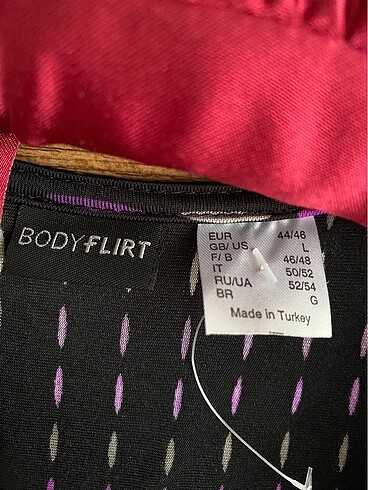 BODYFLIRT
EUR 44/46
GB/ US L
F/ B 46/48
IT 50/52
RU/UA 52/54
BR G
Made in Turkey